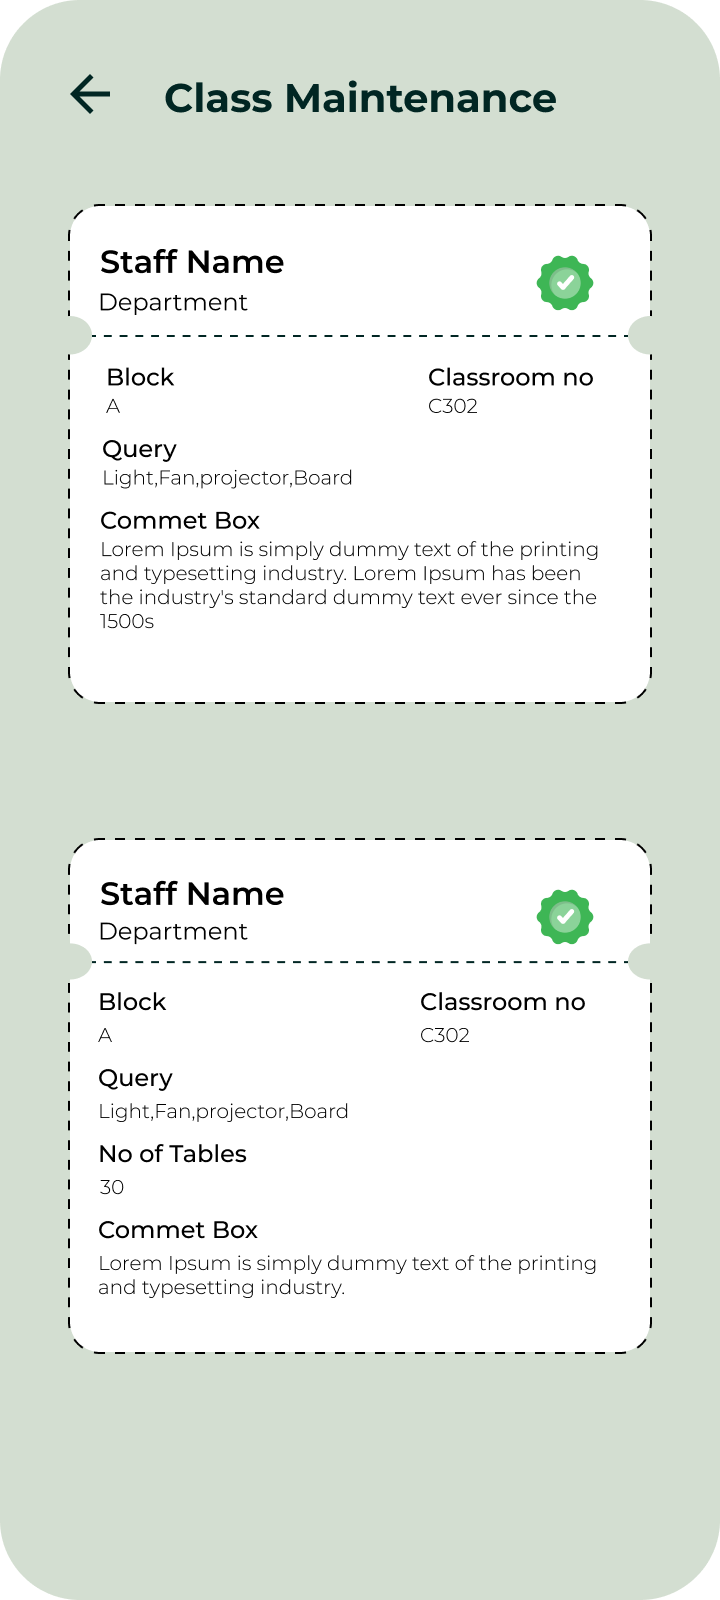 Class Maintenance
Staff Name
Department
Block
Classroom no
A
C302
Query
Light,Fan,projector,Board
Commet Box
Lorem Ipsum is simply dummy text of the printing
and typesetting industry. Lorem Ipsum has been
the industry's standard dummy text ever since the
1500s
Staff Name
Department
Block
Classroom no
A
C302
Query
Light,Fan,projector,Board
No of Tables
30
Commet Box
Lorem Ipsum is simply dummy text of the printing
and typesetting industry.